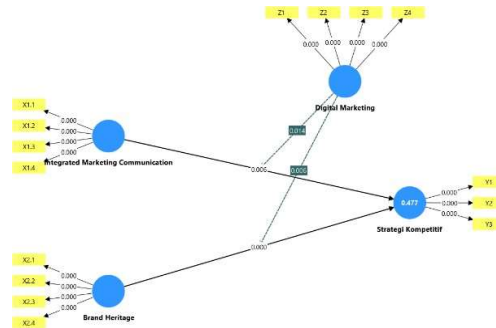 Z1 Z2 Z3 Z4
0.000 0.000 0.000 0.000
Digital Marketing
X1.1
X1.2
X1.3
X1.4
0.000
0.000
0.000
0.000
Integrated Marketing Communication
0.014
0.000
0.477
Strategi Kompetitif
0.000
0.000
0.000
Y1
Y2
Y3
0.000
X2.1
X2.2
X2.3
X2.4
0.000
0.000
0.000
0.000
Brand Heritage